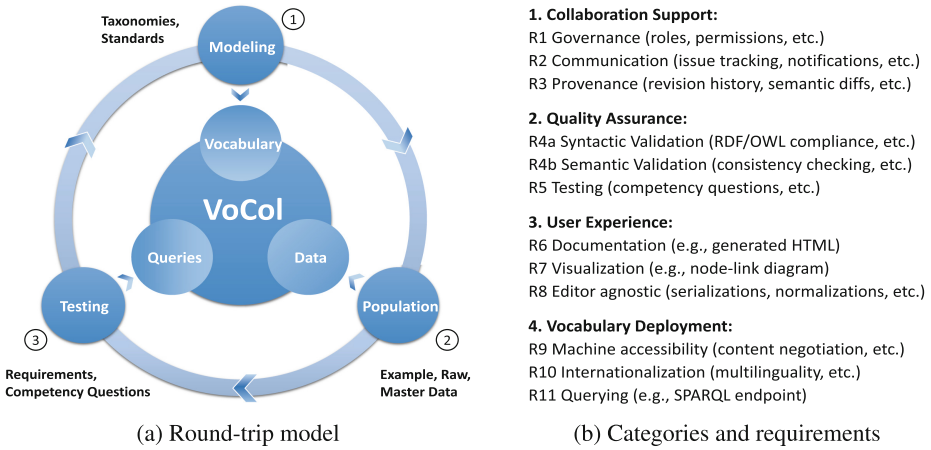 Taxonomies,
Standards
1
Modeling
Vocabulary
VoCol
Queries
Data
Testing
3
Requirements,
Competency Questions
Population
2
Example, Raw,
Master Data
(a) Round-trip model
1. Collaboration Support:
R1 Governance (roles, permissions, etc.)
R2 Communication (issue tracking, notifications, etc.)
R3 Provenance (revision history, semantic diffs, etc.)
2. Quality Assurance:
R4a Syntactic Validation (RDF/OWL compliance, etc.)
R4b Semantic Validation (consistency checking, etc.)
R5 Testing (competency questions, etc.)
3. User Experience:
R6 Documentation (e.g., generated HTML)
R7 Visualization (e.g., node-link diagram)
R8 Editor agnostic (serializations, normalizations, etc.)
4. Vocabulary Deployment:
R9 Machine accessibility (content negotiation, etc.)
R10 Internationalization (multilinguality, etc.)
R11 Querying (e.g., SPARQL endpoint)
(b) Categories and requirements